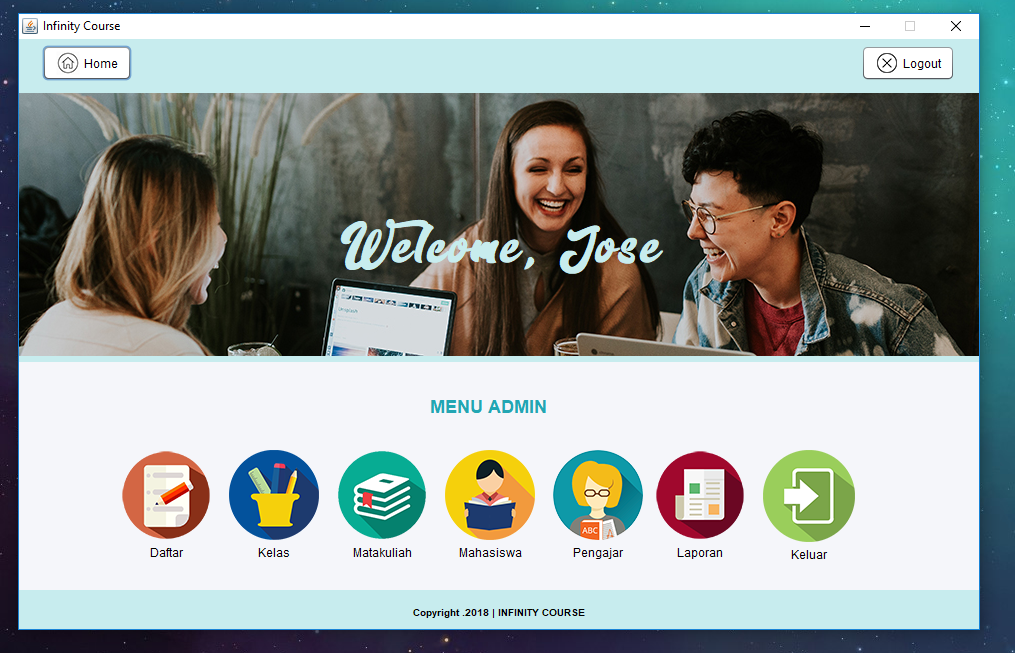 Infinity Course
Home
Logout
Welcome, Jose
MENU ADMIN
ABC
Daftar
Kelas
Matakuliah
Mahasiswa
Pengajar
Laporan
Keluar
Copyright .2018 | INFINITY COURSE